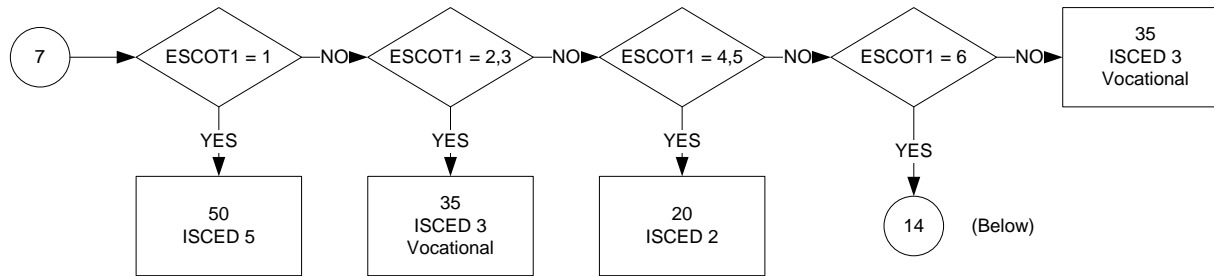 7
ESCOT1 = 1
NO
ESCOT1 = 2,3
NO
ESCOT1 = 4,5
NO
ESCOT1 = 6
NO
35
ISCED 3
Vocational
YES
YES
YES
YES
50
ISCED 5
35
ISCED 3
Vocational
20
ISCED 2
14
(Below)